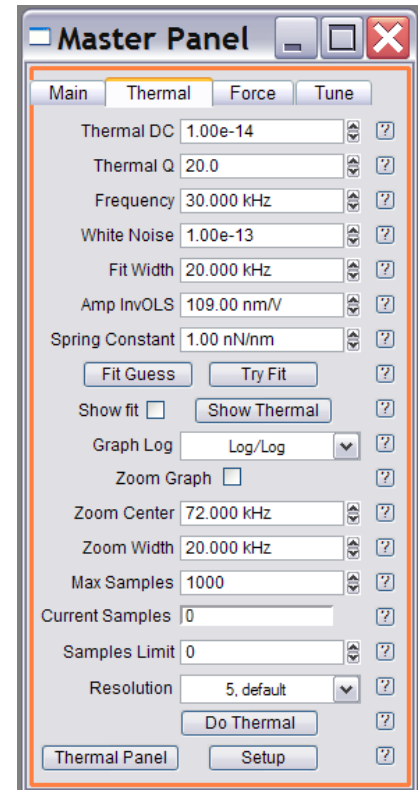 Master Panel
Main Thermal Force Tune
Thermal DC 1.00e-14 ?
Thermal Q 20.0 ?
Frequency 30.000 kHz ?
White Noise 1.00e-13 ?
Fit Width 20.000 kHz ?
Amp InvOLS 109.00 nm/V ?
Spring Constant 1.00 nN/nm ?
Fit Guess Try Fit ?
Show fit Show Thermal ?
Graph Log Log/Log ?
Zoom Graph ?
Zoom Center 72.000 kHz ?
Zoom Width 20.000 kHz ?
Max Samples 1000 ?
Current Samples 0 ?
Samples Limit 0 ?
Resolution 5, default ?
Do Thermal ?
Thermal Panel Setup ?